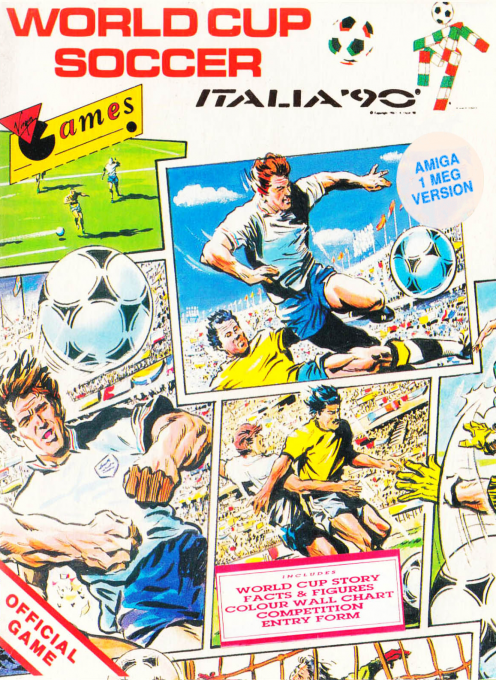 WORLD CUP
SOCCER
ITALIA'90
Virgin
Games
AMIGA
1 MEG
VERSION
INCLUDES
WORLD CUP STORY
FACTS & FIGURES
COLOUR WALL CHART
COMPETITION
ENTRY FORM
OFFICIAL
GAME